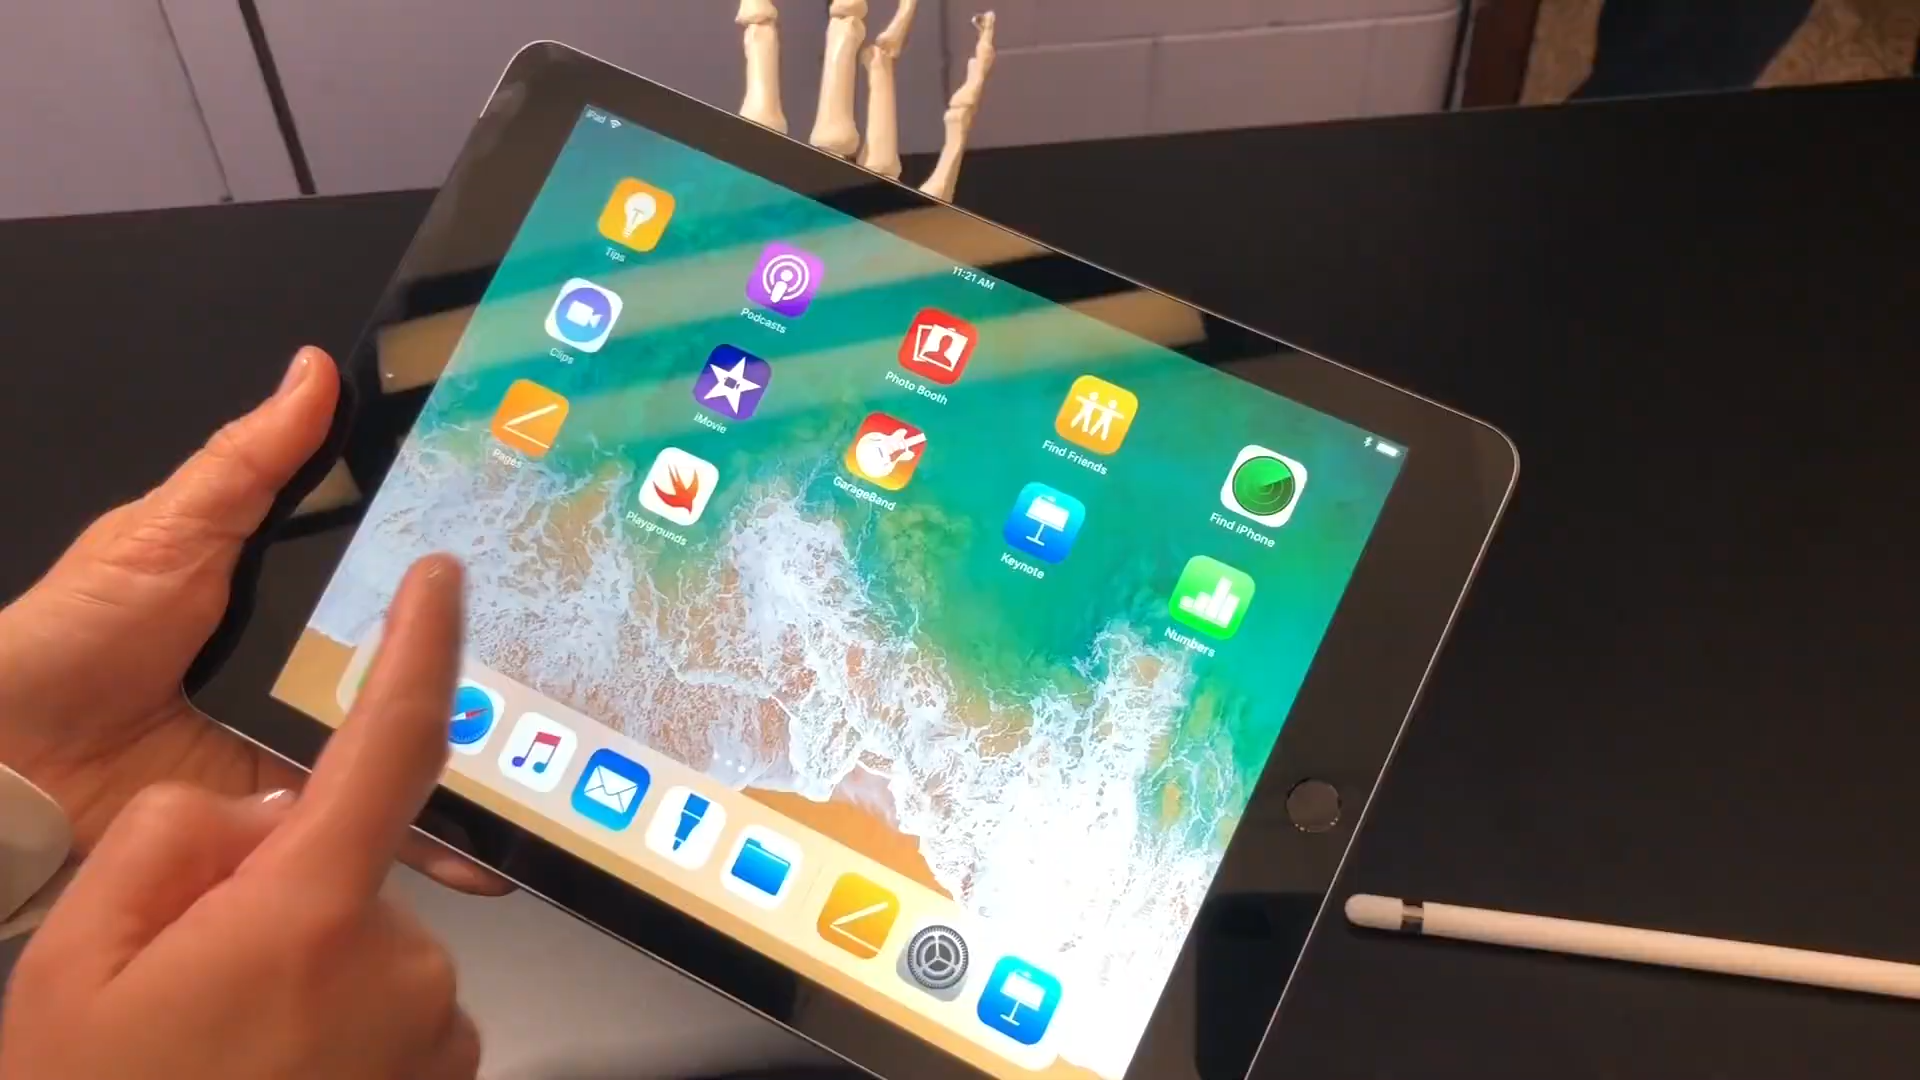 iPad
11:21 AM
Tips
Podcasts
Photo Booth
Find Friends
Find iPhone
Clips
iMovie
GarageBand
Keynote
Numbers
Pages
Playgrounds